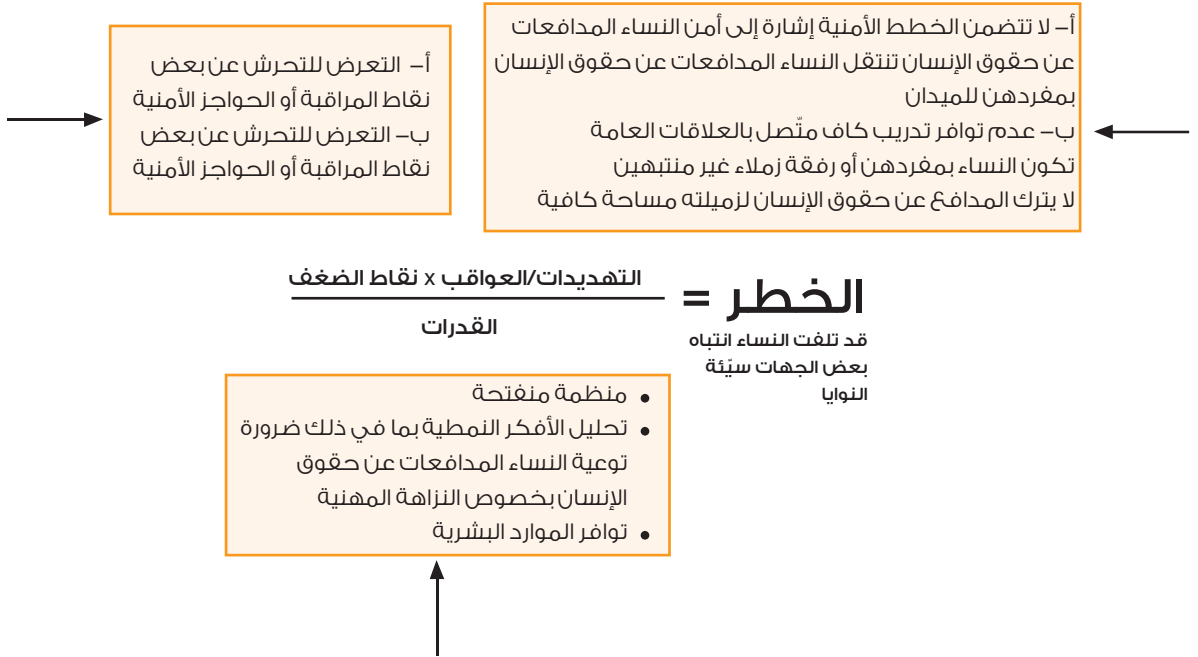 أ– لا تتضمن الخطط الأمنية إشارة إلى أمن النساء المدافعات
عن حقوق الإنسان تنتقل النساء المدافعات عن حقوق الإنسان
بمفردهن للميدان
ب– عدم توافر تدريب كاف متّصل بالعلاقات العامة
تكون النساء بمفردهن أو رفقة زملاء غير منتبهين
لا يترك المدافع عن حقوق الإنسان لزميلته مساحة كافية
أ– التعرض للتحرش عن بعض
نقاط المراقبة أو الحواجز الأمنية
ب– التعرض للتحرش عن بعض
نقاط المراقبة أو الحواجز الأمنية
الخطر =
التهديدات/العواقب x نقاط الضغف
القدرات
قد تلفت النساء انتباه
بعض الجهات سيّئة
النوايا
• منظمة منفتحة
• تحليل الأفكر النمطية بما في ذلك ضرورة
توعية النساء المدافعات عن حقوق
الإنسان بخصوص النزاهة المهنية
• توافر الموارد البشرية